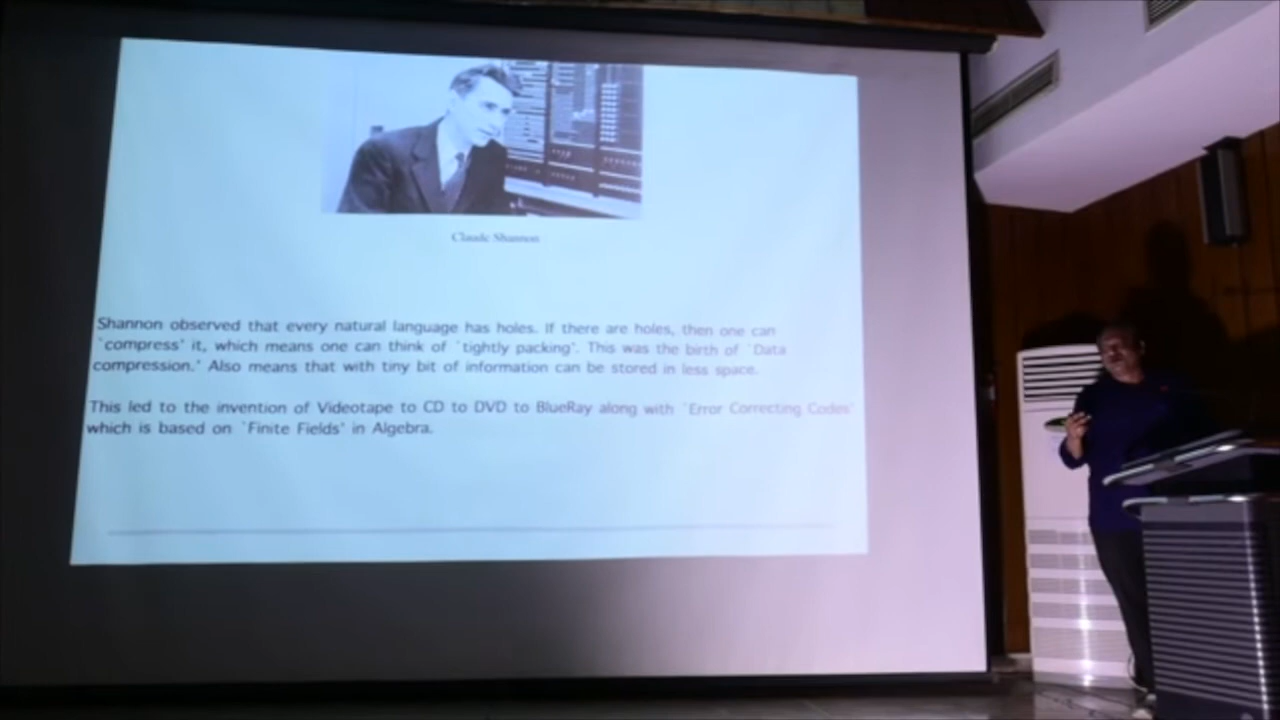 Claude Shannon
Shannon observed that every natural language has holes. If there are holes, then one can
`compress' it, which means one can think of `tightly packing'. This was the birth of `Data
compression.' Also means that with tiny bit of information can be stored in less space.
This led to the invention of Videotape to CD to DVD to BlueRay along with `Error Correcting Codes'
which is based on `Finite Fields' in Algebra.